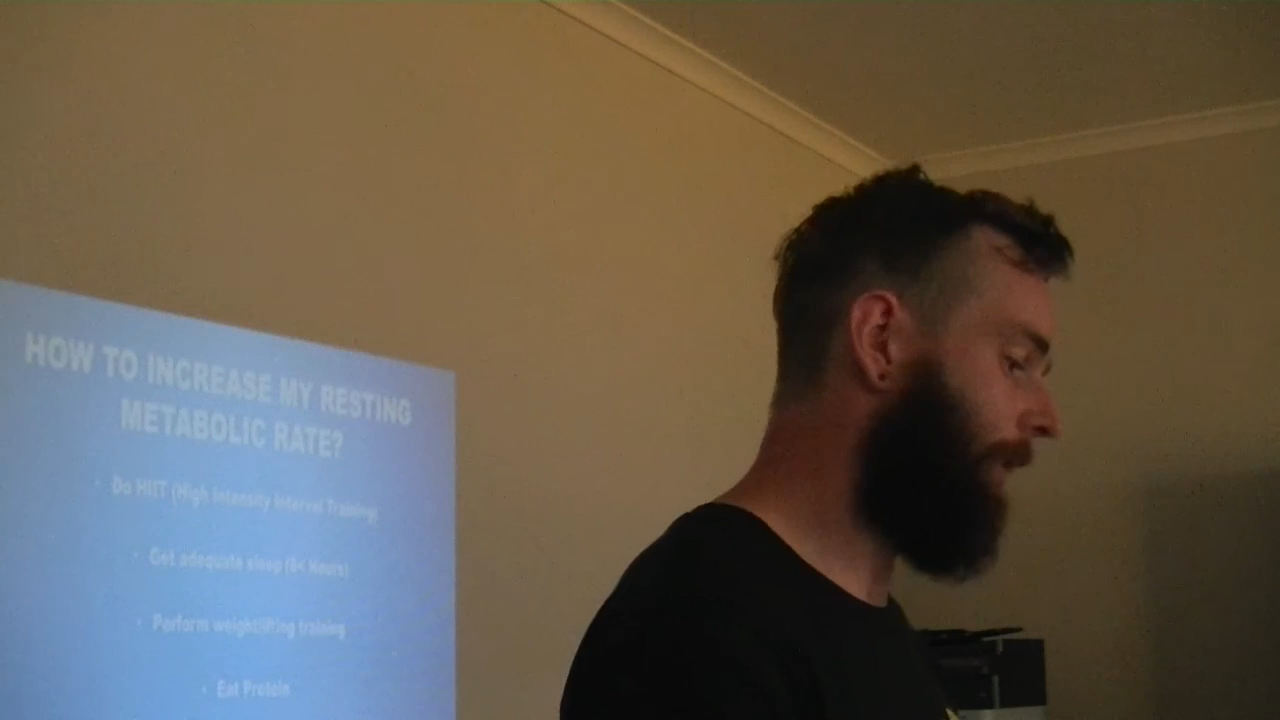 HOW TO INCREASE MY RESTING
METABOLIC RATE?
• Do HIIT (High Intensity Interval Training)
• Get adequate sleep (6< Hours)
• Perform weightlifting training
• Eat Protein